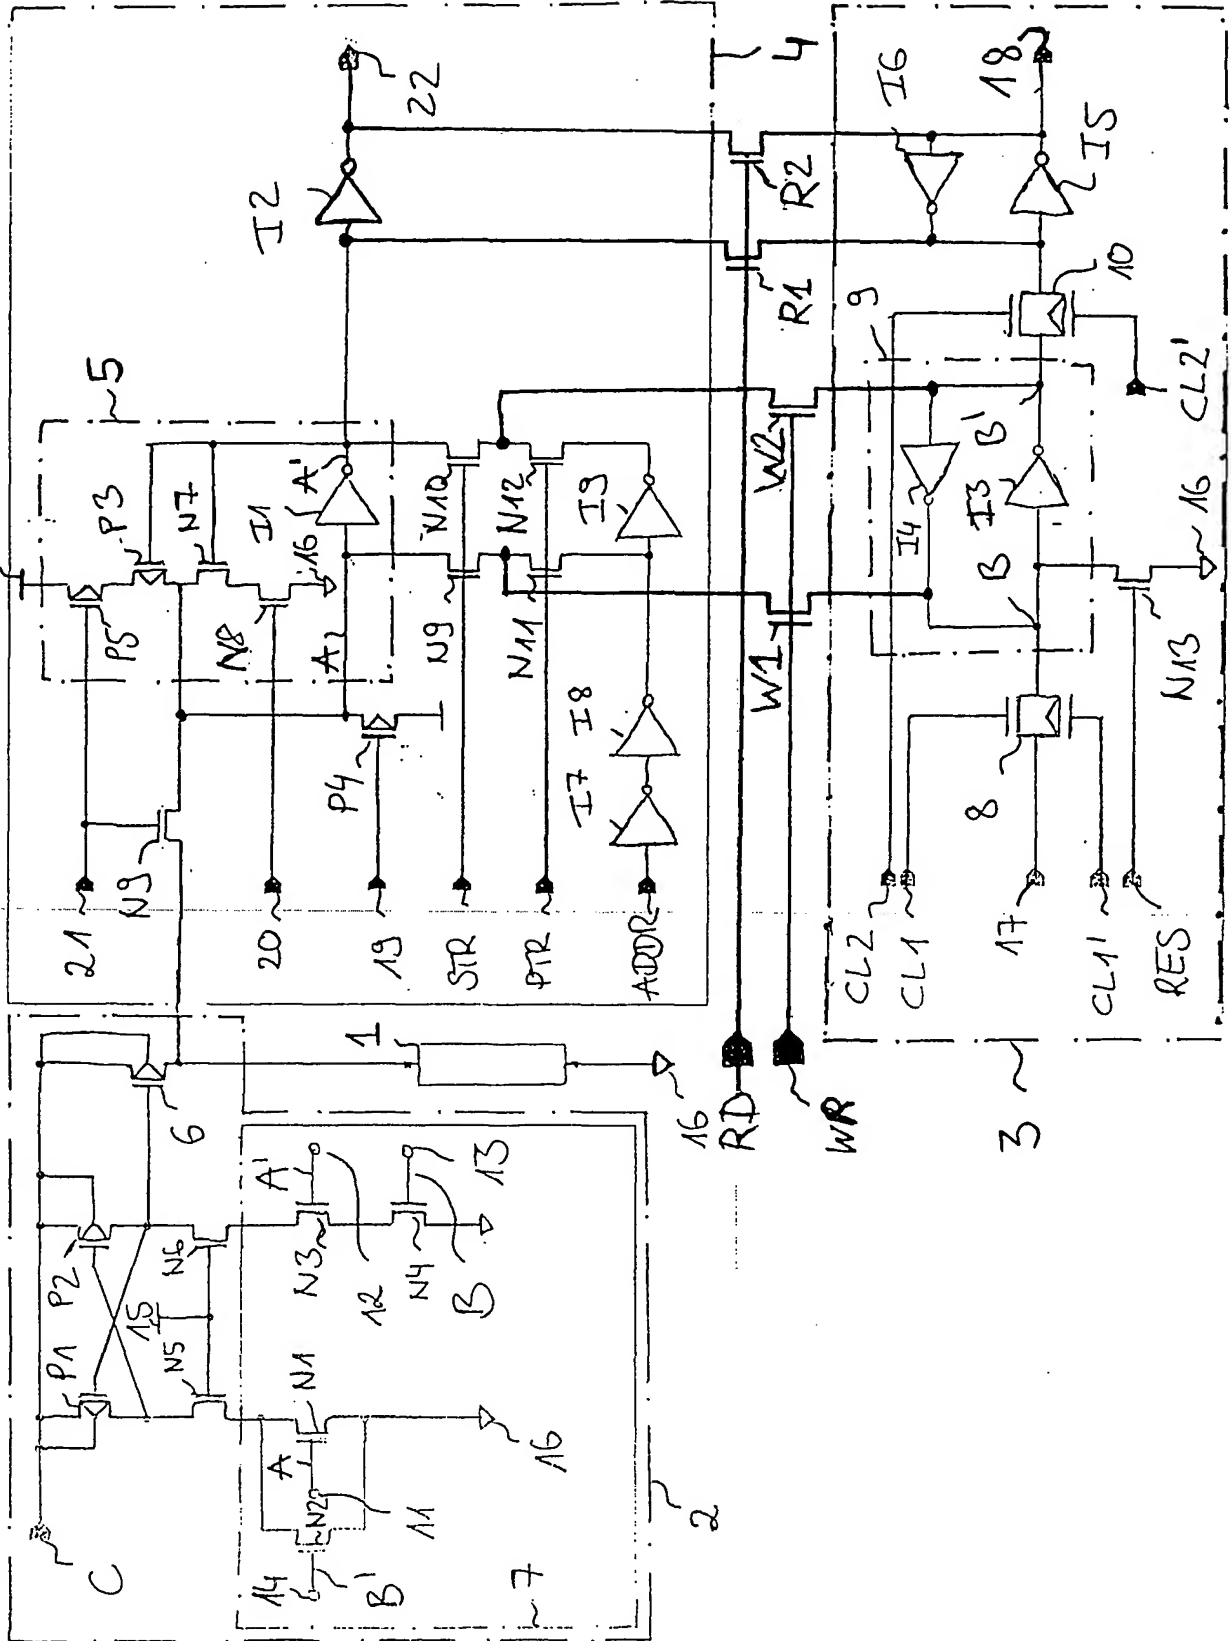 C
P1
P2
6
15
N5
N6
A
N1
N2
11
14
B'
16
A'
N3
12
N4
13
B
7
2
1
16
21
N9
20
19
P4
STR
PTR
ADDR
I7
I8
I9
N9
N10
N11
N12
5
P5
P3
N7
N8
I1
16
A
A'
I2
22
4
RD
WR
W1
W2
R1
R2
3
CL2
CL1
17
CL1'
RES
8
9
I4
I3
B
B'
N13
16
10
CL2'
I6
I5
18